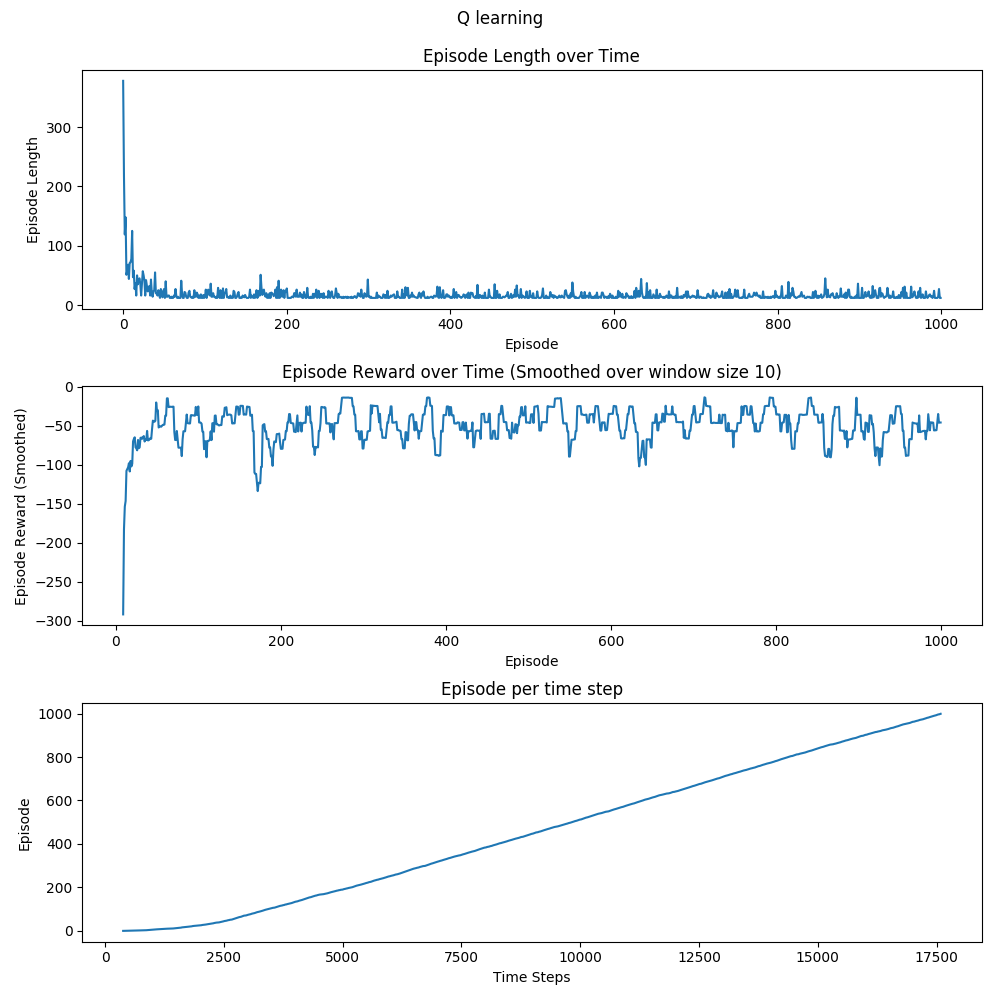 Q learning
Episode Length over Time
Episode Length
300
200
100
0
0 200 400 600 800 1000
Episode
Episode Reward over Time (Smoothed over window size 10)
Episode Reward (Smoothed)
0
−50
−100
−150
−200
−250
−300
0 200 400 600 800 1000
Episode
Episode per time step
Episode
1000
800
600
400
200
0
0 2500 5000 7500 10000 12500 15000 17500
Time Steps